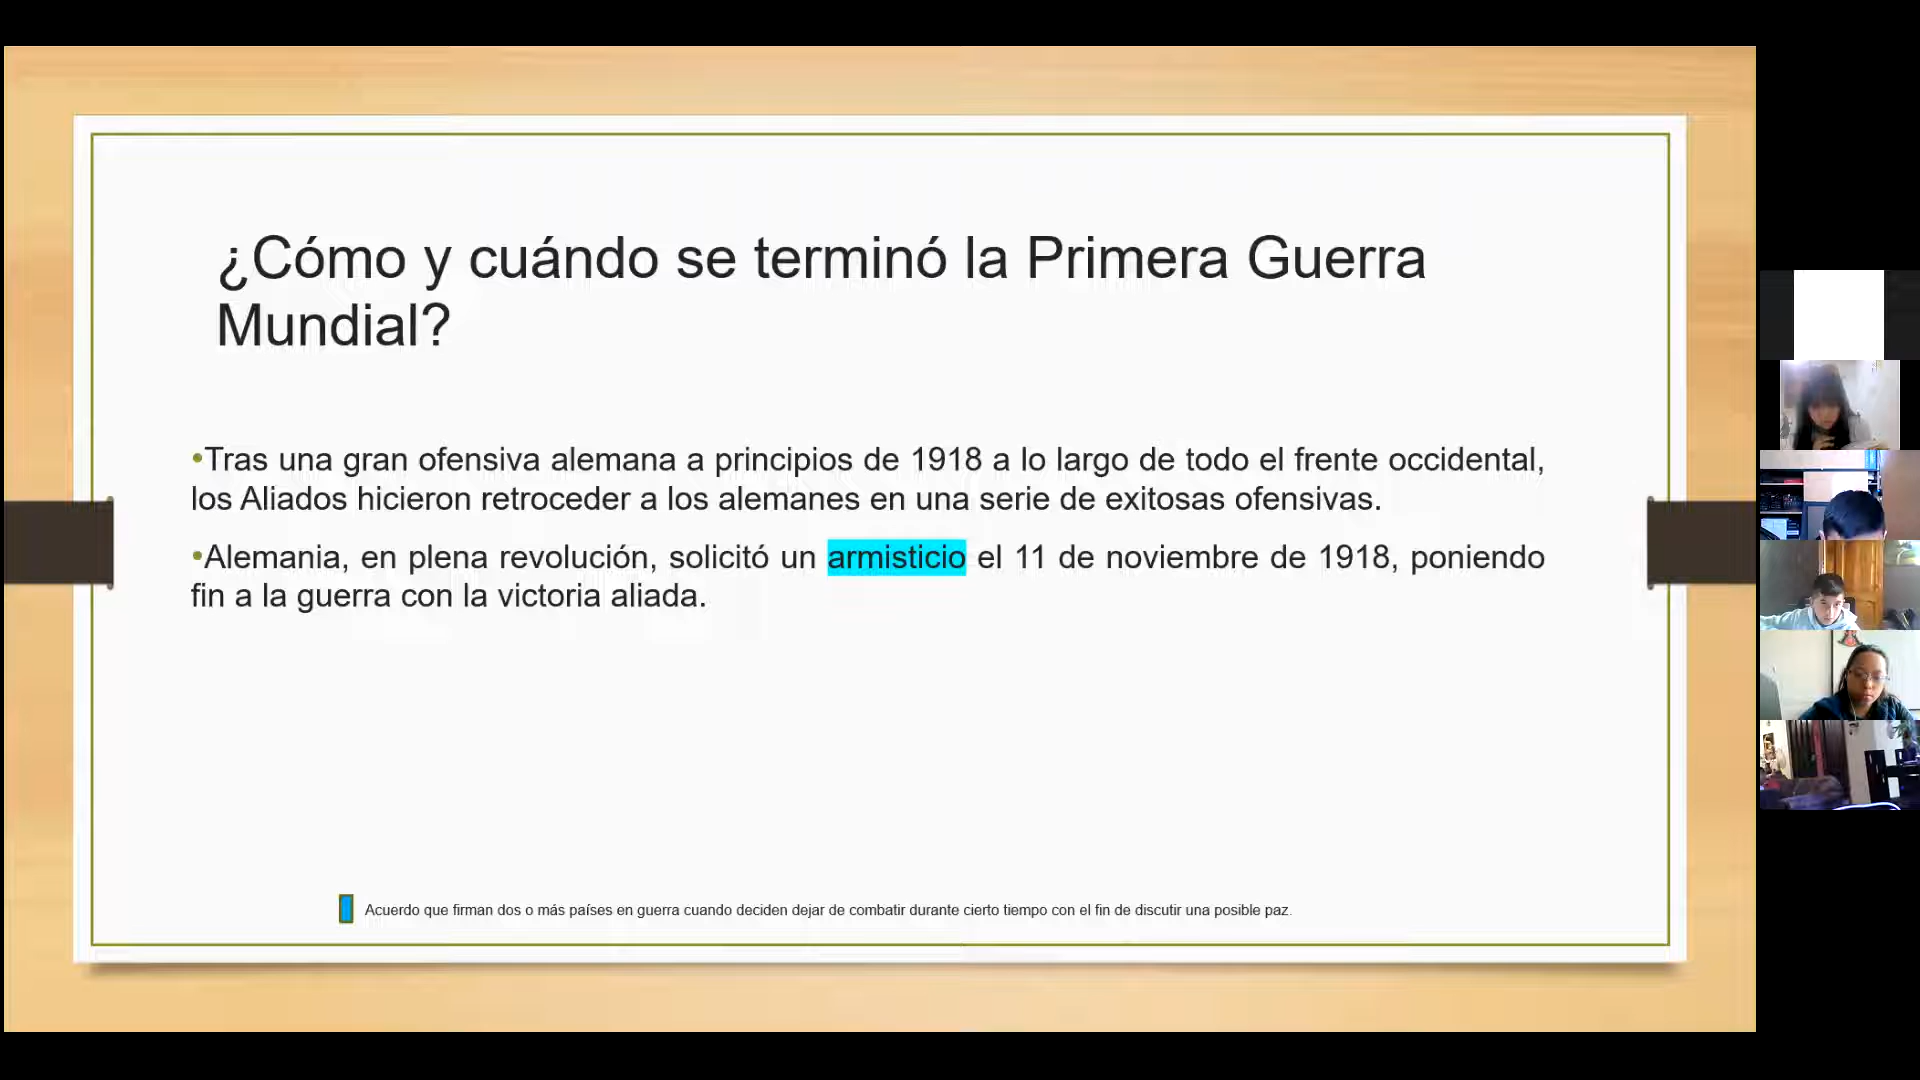 ¿Cómo y cuándo se terminó la Primera Guerra
Mundial?
•Tras una gran ofensiva alemana a principios de 1918 a lo largo de todo el frente occidental,
los Aliados hicieron retroceder a los alemanes en una serie de exitosas ofensivas.
•Alemania, en plena revolución, solicitó un armisticio el 11 de noviembre de 1918, poniendo
fin a la guerra con la victoria aliada.
Acuerdo que firman dos o más países en guerra cuando deciden dejar de combatir durante cierto tiempo con el fin de discutir una posible paz.